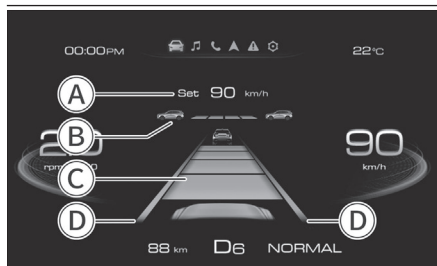 00:00PM 22°C
A Set 90 km/h
B
90
km/h
C
D D
88 km D6 NORMAL